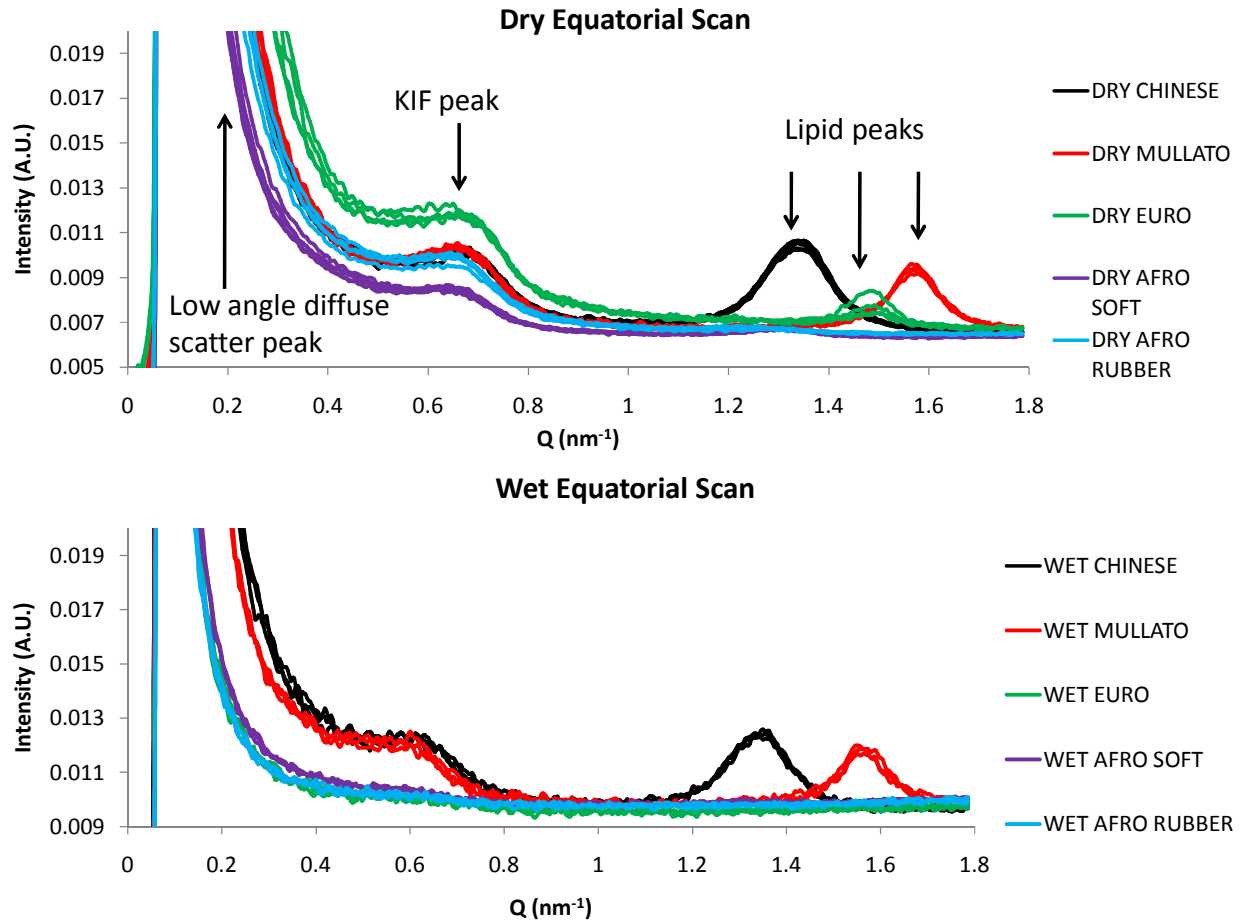 Dry Equatorial Scan
0.019
0.017
0.015
0.013
0.011
0.009
0.007
0.005
Intensity (A.U.)
KIF peak
Lipid peaks
Low angle diffuse
scatter peak
DRY CHINESE
DRY MULLATO
DRY EURO
DRY AFRO
SOFT
DRY AFRO
RUBBER
0 0.2 0.4 0.6 0.8 1 1.2 1.4 1.6 1.8
Q (nm⁻¹)
Wet Equatorial Scan
0.019
0.017
0.015
0.013
0.011
0.009
Intensity (A.U.)
WET CHINESE
WET MULLATO
WET EURO
WET AFRO SOFT
WET AFRO RUBBER
0 0.2 0.4 0.6 0.8 1 1.2 1.4 1.6 1.8
Q (nm⁻¹)